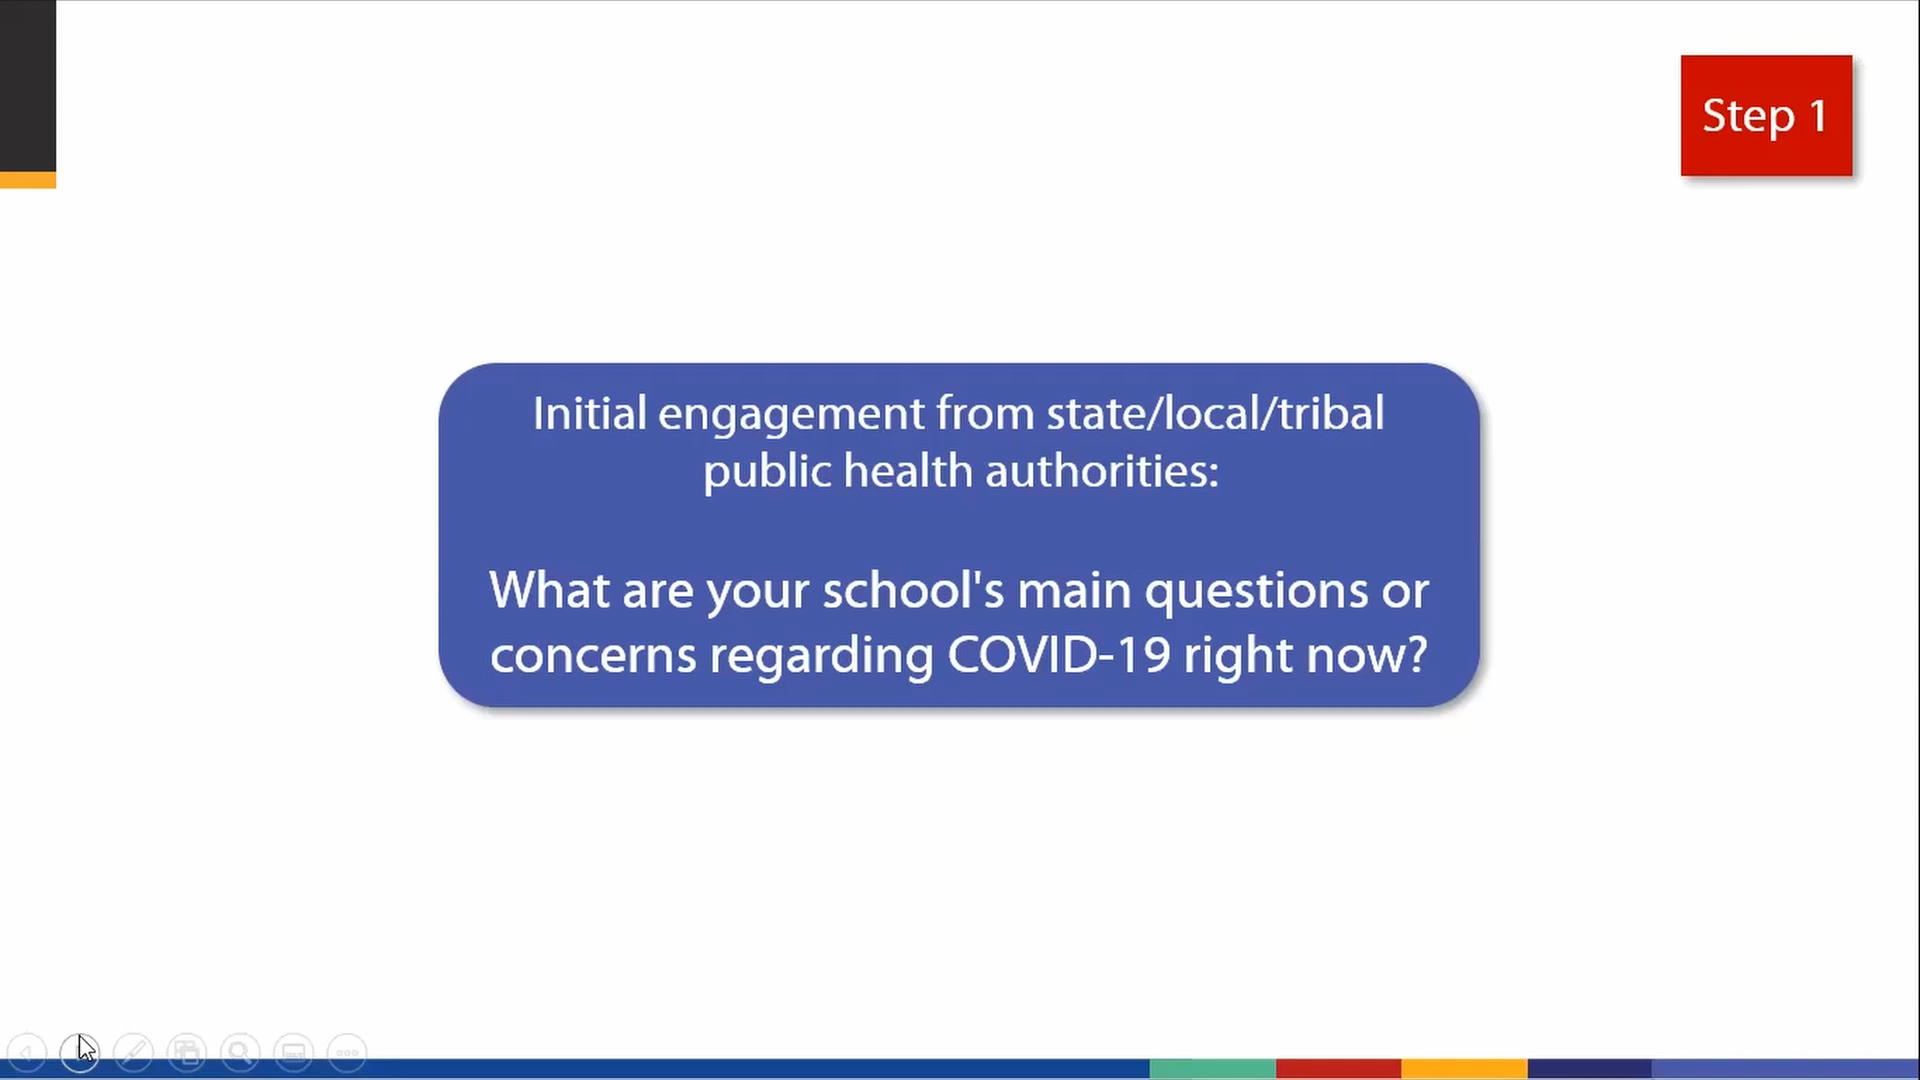 Step 1
Initial engagement from state/local/tribal
public health authorities:
What are your school's main questions or
concerns regarding COVID-19 right now?